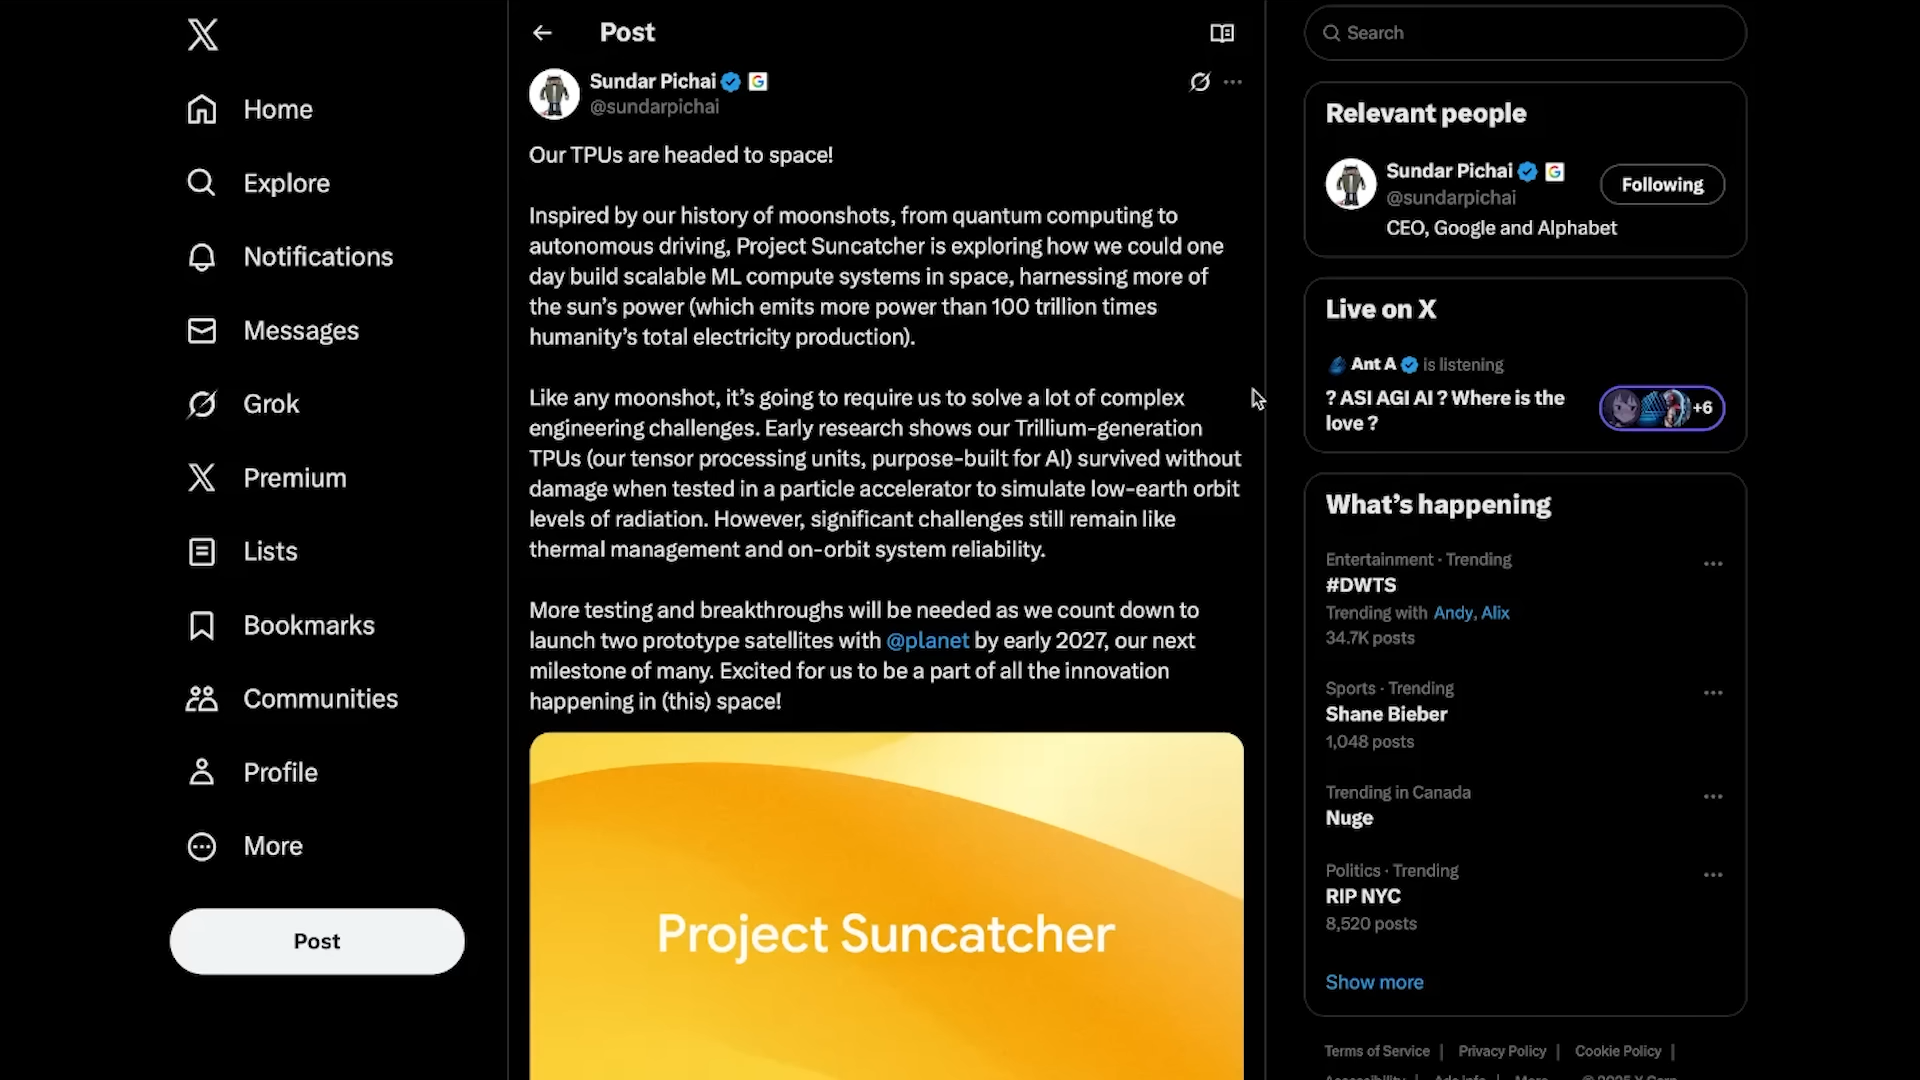 Home
Explore
Notifications
Messages
Grok
Premium
Lists
Bookmarks
Communities
Profile
More
Post
Post
Sundar Pichai
@sundarpichai
Our TPUs are headed to space!
Inspired by our history of moonshots, from quantum computing to
autonomous driving, Project Suncatcher is exploring how we could one
day build scalable ML compute systems in space, harnessing more of
the sun’s power (which emits more power than 100 trillion times
humanity’s total electricity production).
Like any moonshot, it’s going to require us to solve a lot of complex
engineering challenges. Early research shows our Trillium-generation
TPUs (our tensor processing units, purpose-built for AI) survived without
damage when tested in a particle accelerator to simulate low-earth orbit
levels of radiation. However, significant challenges still remain like
thermal management and on-orbit system reliability.
More testing and breakthroughs will be needed as we count down to
launch two prototype satellites with @planet by early 2027, our next
milestone of many. Excited for us to be a part of all the innovation
happening in (this) space!
Project Suncatcher
Search
Relevant people
Sundar Pichai
@sundarpichai
Following
CEO, Google and Alphabet
Live on X
Ant A is listening
? ASI AGI AI ? Where is the
love ?
+6
What’s happening
Entertainment · Trending
#DWTS
Trending with Andy, Alix
34.7K posts
Sports · Trending
Shane Bieber
1,048 posts
Trending in Canada
Nuge
Politics · Trending
RIP NYC
8,520 posts
Show more
Terms of Service | Privacy Policy | Cookie Policy |